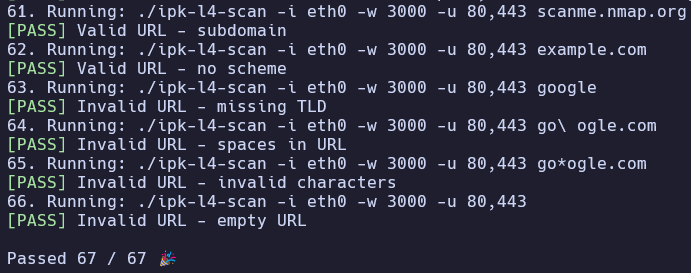 61. Running: ./ipk-l4-scan -i eth0 -w 3000 -u 80,443 scanme.nmap.org
[PASS] Valid URL - subdomain
62. Running: ./ipk-l4-scan -i eth0 -w 3000 -u 80,443 example.com
[PASS] Valid URL - no scheme
63. Running: ./ipk-l4-scan -i eth0 -w 3000 -u 80,443 google
[PASS] Invalid URL - missing TLD
64. Running: ./ipk-l4-scan -i eth0 -w 3000 -u 80,443 go\ ogle.com
[PASS] Invalid URL - spaces in URL
65. Running: ./ipk-l4-scan -i eth0 -w 3000 -u 80,443 go*ogle.com
[PASS] Invalid URL - invalid characters
66. Running: ./ipk-l4-scan -i eth0 -w 3000 -u 80,443
[PASS] Invalid URL - empty URL
Passed 67 / 67 🎉